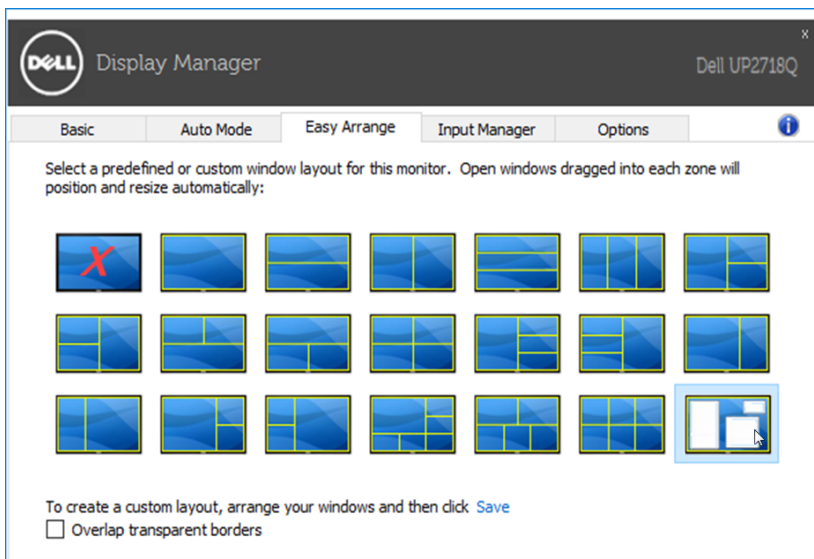 x
DELL Display Manager
Dell UP2718Q
Basic Auto Mode Easy Arrange Input Manager Options i
Select a predefined or custom window layout for this monitor. Open windows dragged into each zone will
position and resize automatically:
X
To create a custom layout, arrange your windows and then click Save
Overlap transparent borders